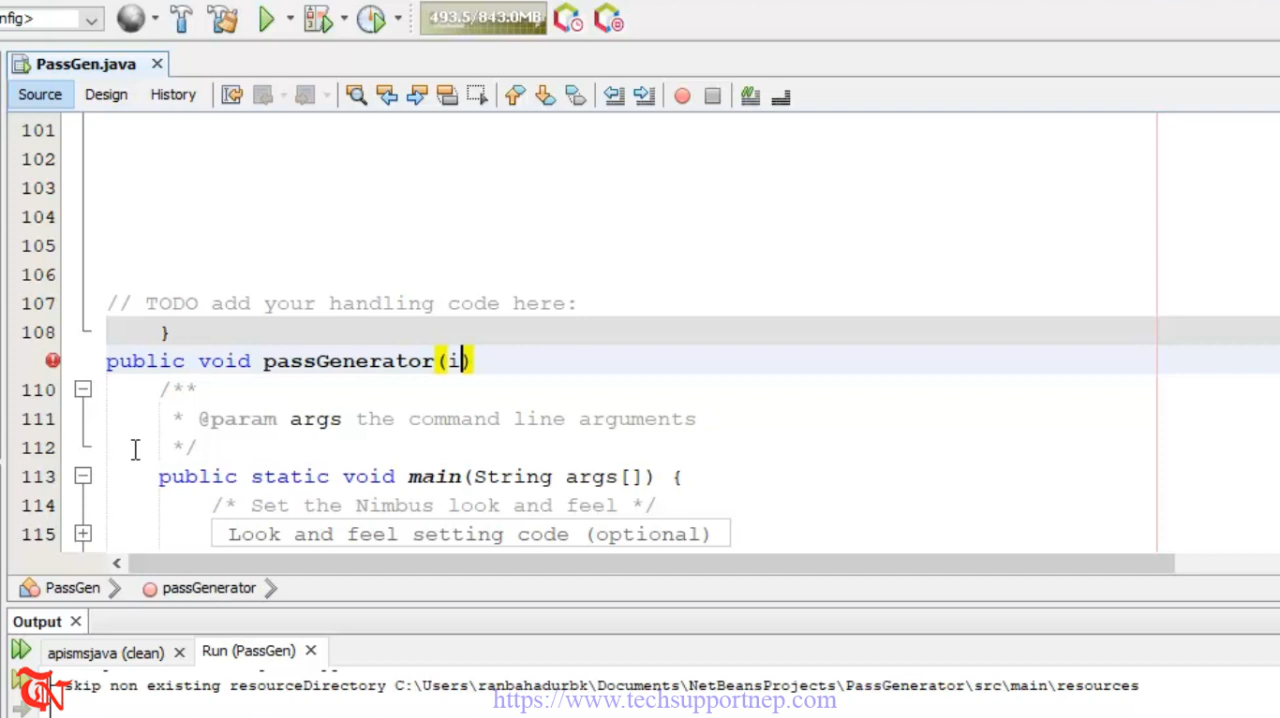 nfig>
493.5/843.0MB
PassGen.java
Source Design History
101
102
103
104
105
106
107 // TODO add your handling code here:
108 }
public void passGenerator(i)
110 /**
111 * @param args the command line arguments
112 */
113 public static void main(String args[]) {
114 /* Set the Nimbus look and feel */
115 Look and feel setting code (optional)
PassGen passGenerator
Output
apismsjava (clean) Run (PassGen)
skip non existing resourceDirectory C:\Users\ranbahadurbk\Documents\NetBeansProjects\PassGenerator\src\main\resources
https://www.techsupportnep.com